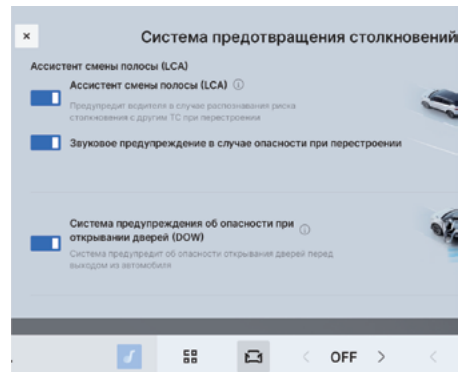 Система предотвращения столкновений
Ассистент смены полосы (LCA)
Ассистент смены полосы (LCA)
Предупредит водителя в случае распознавания риска
столкновения с другим ТС при перестроении
Звуковое предупреждение в случае опасности при перестроении
Система предупреждения об опасности при
открывании дверей (DOW)
Система предупредит об опасности открывания дверей перед
выходом из автомобиля
OFF